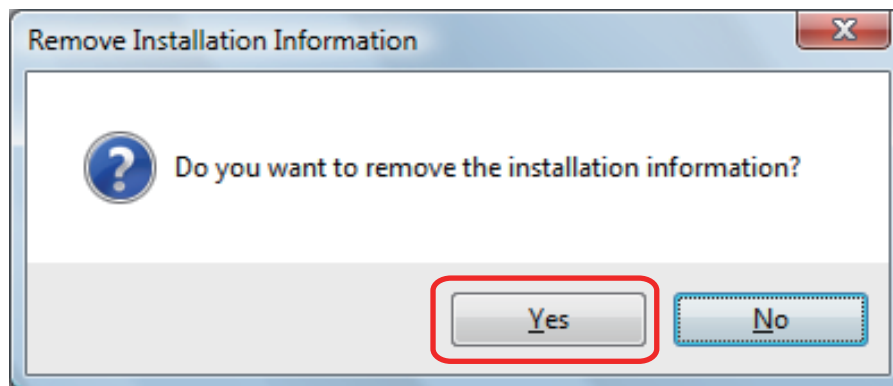 Remove Installation Information
Do you want to remove the installation information?
Yes
No